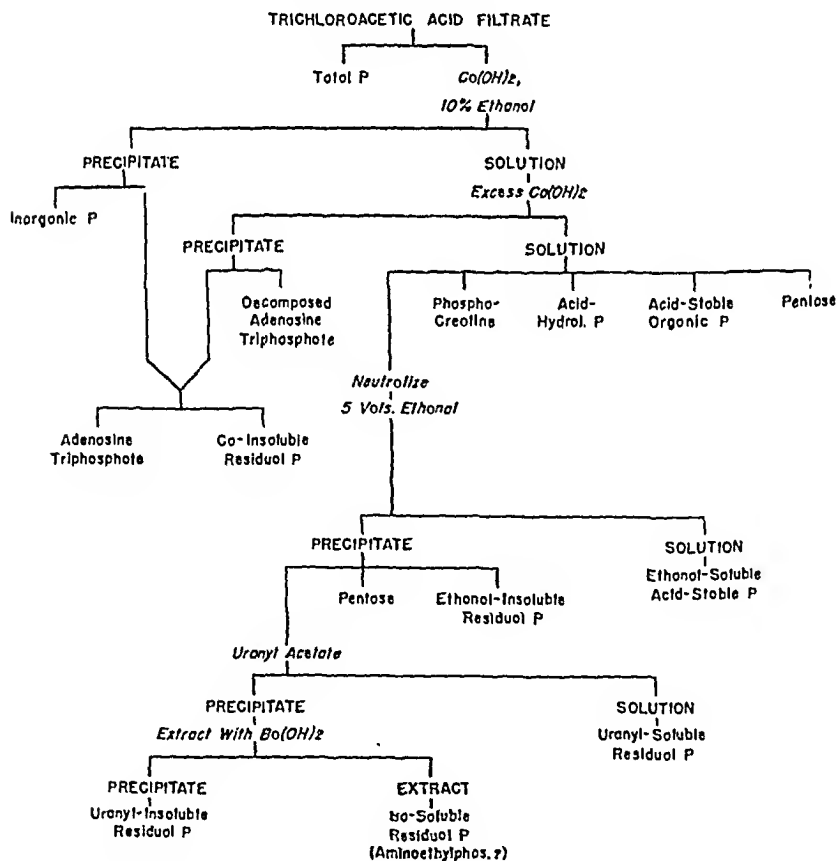 TRICHLOROACETIC ACID FILTRATE
Total P
Ca(OH)2,
10% Ethanol
PRECIPITATE
SOLUTION
Inorganic P
Excess Ca(OH)2
PRECIPITATE
SOLUTION
Decomposed
Adenosine
Triphosphate
Phospho-
Creatine
Acid-
Hydrol. P
Acid-Stable
Organic P
Pentose
Neutralize
5 Vols. Ethanol
Adenosine
Triphosphate
Ca-Insoluble
Residual P
PRECIPITATE
SOLUTION
Pentose
Ethanol-Insoluble
Residual P
Ethanol-Soluble
Acid-Stable P
Uranyl Acetate
PRECIPITATE
SOLUTION
Extract With Ba(OH)2
Uranyl-Soluble
Residual P
PRECIPITATE
EXTRACT
Uranyl-Insoluble
Residual P
Ba-Soluble
Residual P
(Aminoethylphos.?)